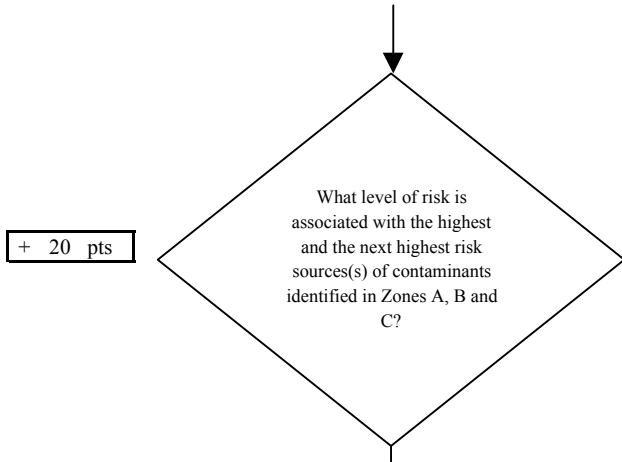 What level of risk is
associated with the highest
and the next highest risk
sources(s) of contaminants
identified in Zones A, B and
C?
+ 20 pts